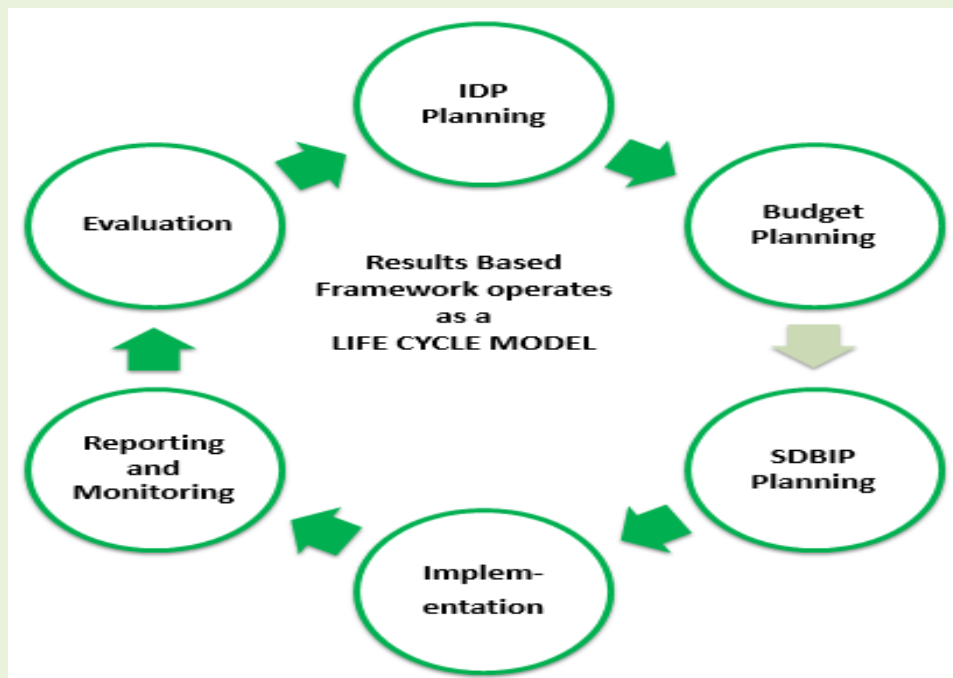 IDP
Planning
Budget
Planning
SDBIP
Planning
Implem-
entation
Reporting
and
Monitoring
Evaluation
Results Based
Framework operates
as a
LIFE CYCLE MODEL